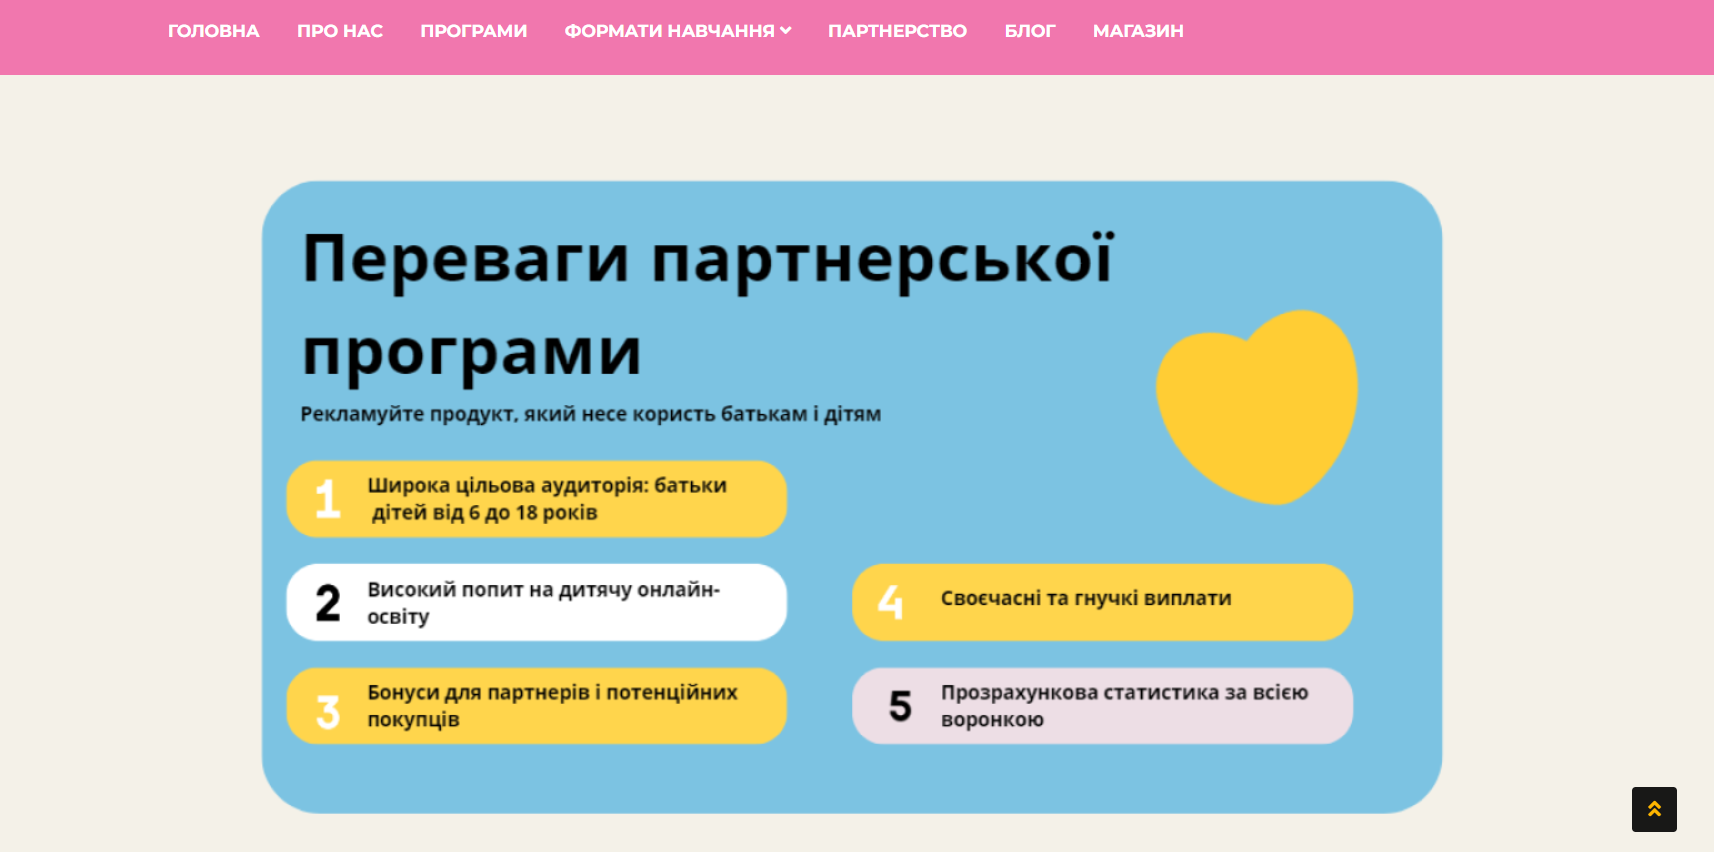 ГОЛОВНА ПРО НАС ПРОГРАМИ ФОРМАТИ НАВЧАННЯ ПАРТНЕРСТВО БЛОГ МАГАЗИН
Переваги партнерської
програми
Рекламуйте продукт, який несе користь батькам і дітям
1 Широка цільова аудиторія: батьки
дітей від 6 до 18 років
2 Високий попит на дитячу онлайн-
освіту
3 Бонуси для партнерів і потенційних
покупців
4 Своєчасні та гнучкі виплати
5 Прозрахункова статистика за всією
воронкою